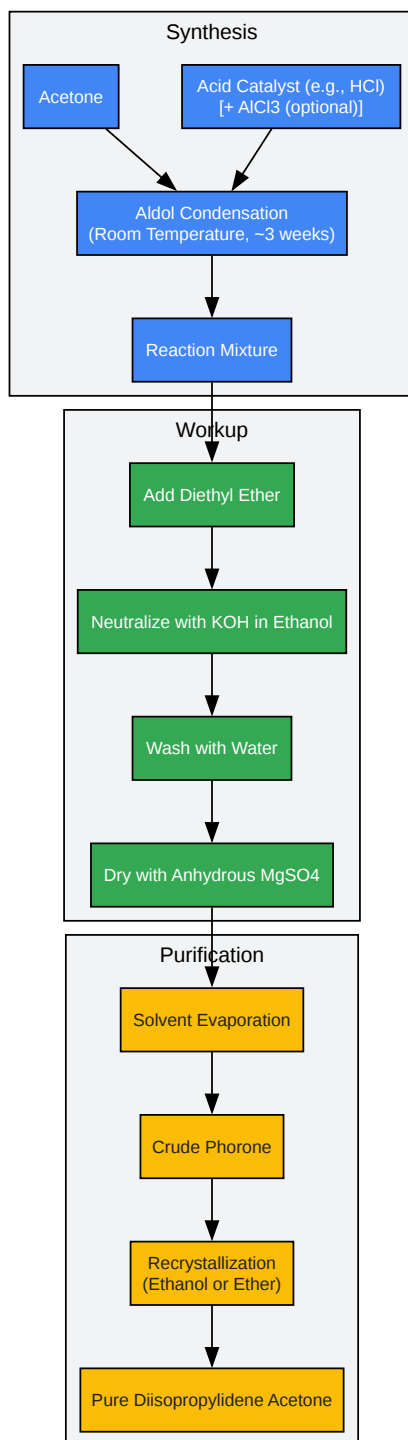 Synthesis
Acetone
Acid Catalyst (e.g., HCl)
[+ AlCl3 (optional)]
Aldol Condensation
(Room Temperature, ~3 weeks)
Reaction Mixture
Workup
Add Diethyl Ether
Neutralize with KOH in Ethanol
Wash with Water
Dry with Anhydrous MgSO4
Purification
Solvent Evaporation
Crude Phorone
Recrystallization
(Ethanol or Ether)
Pure Diisopropylidene Acetone